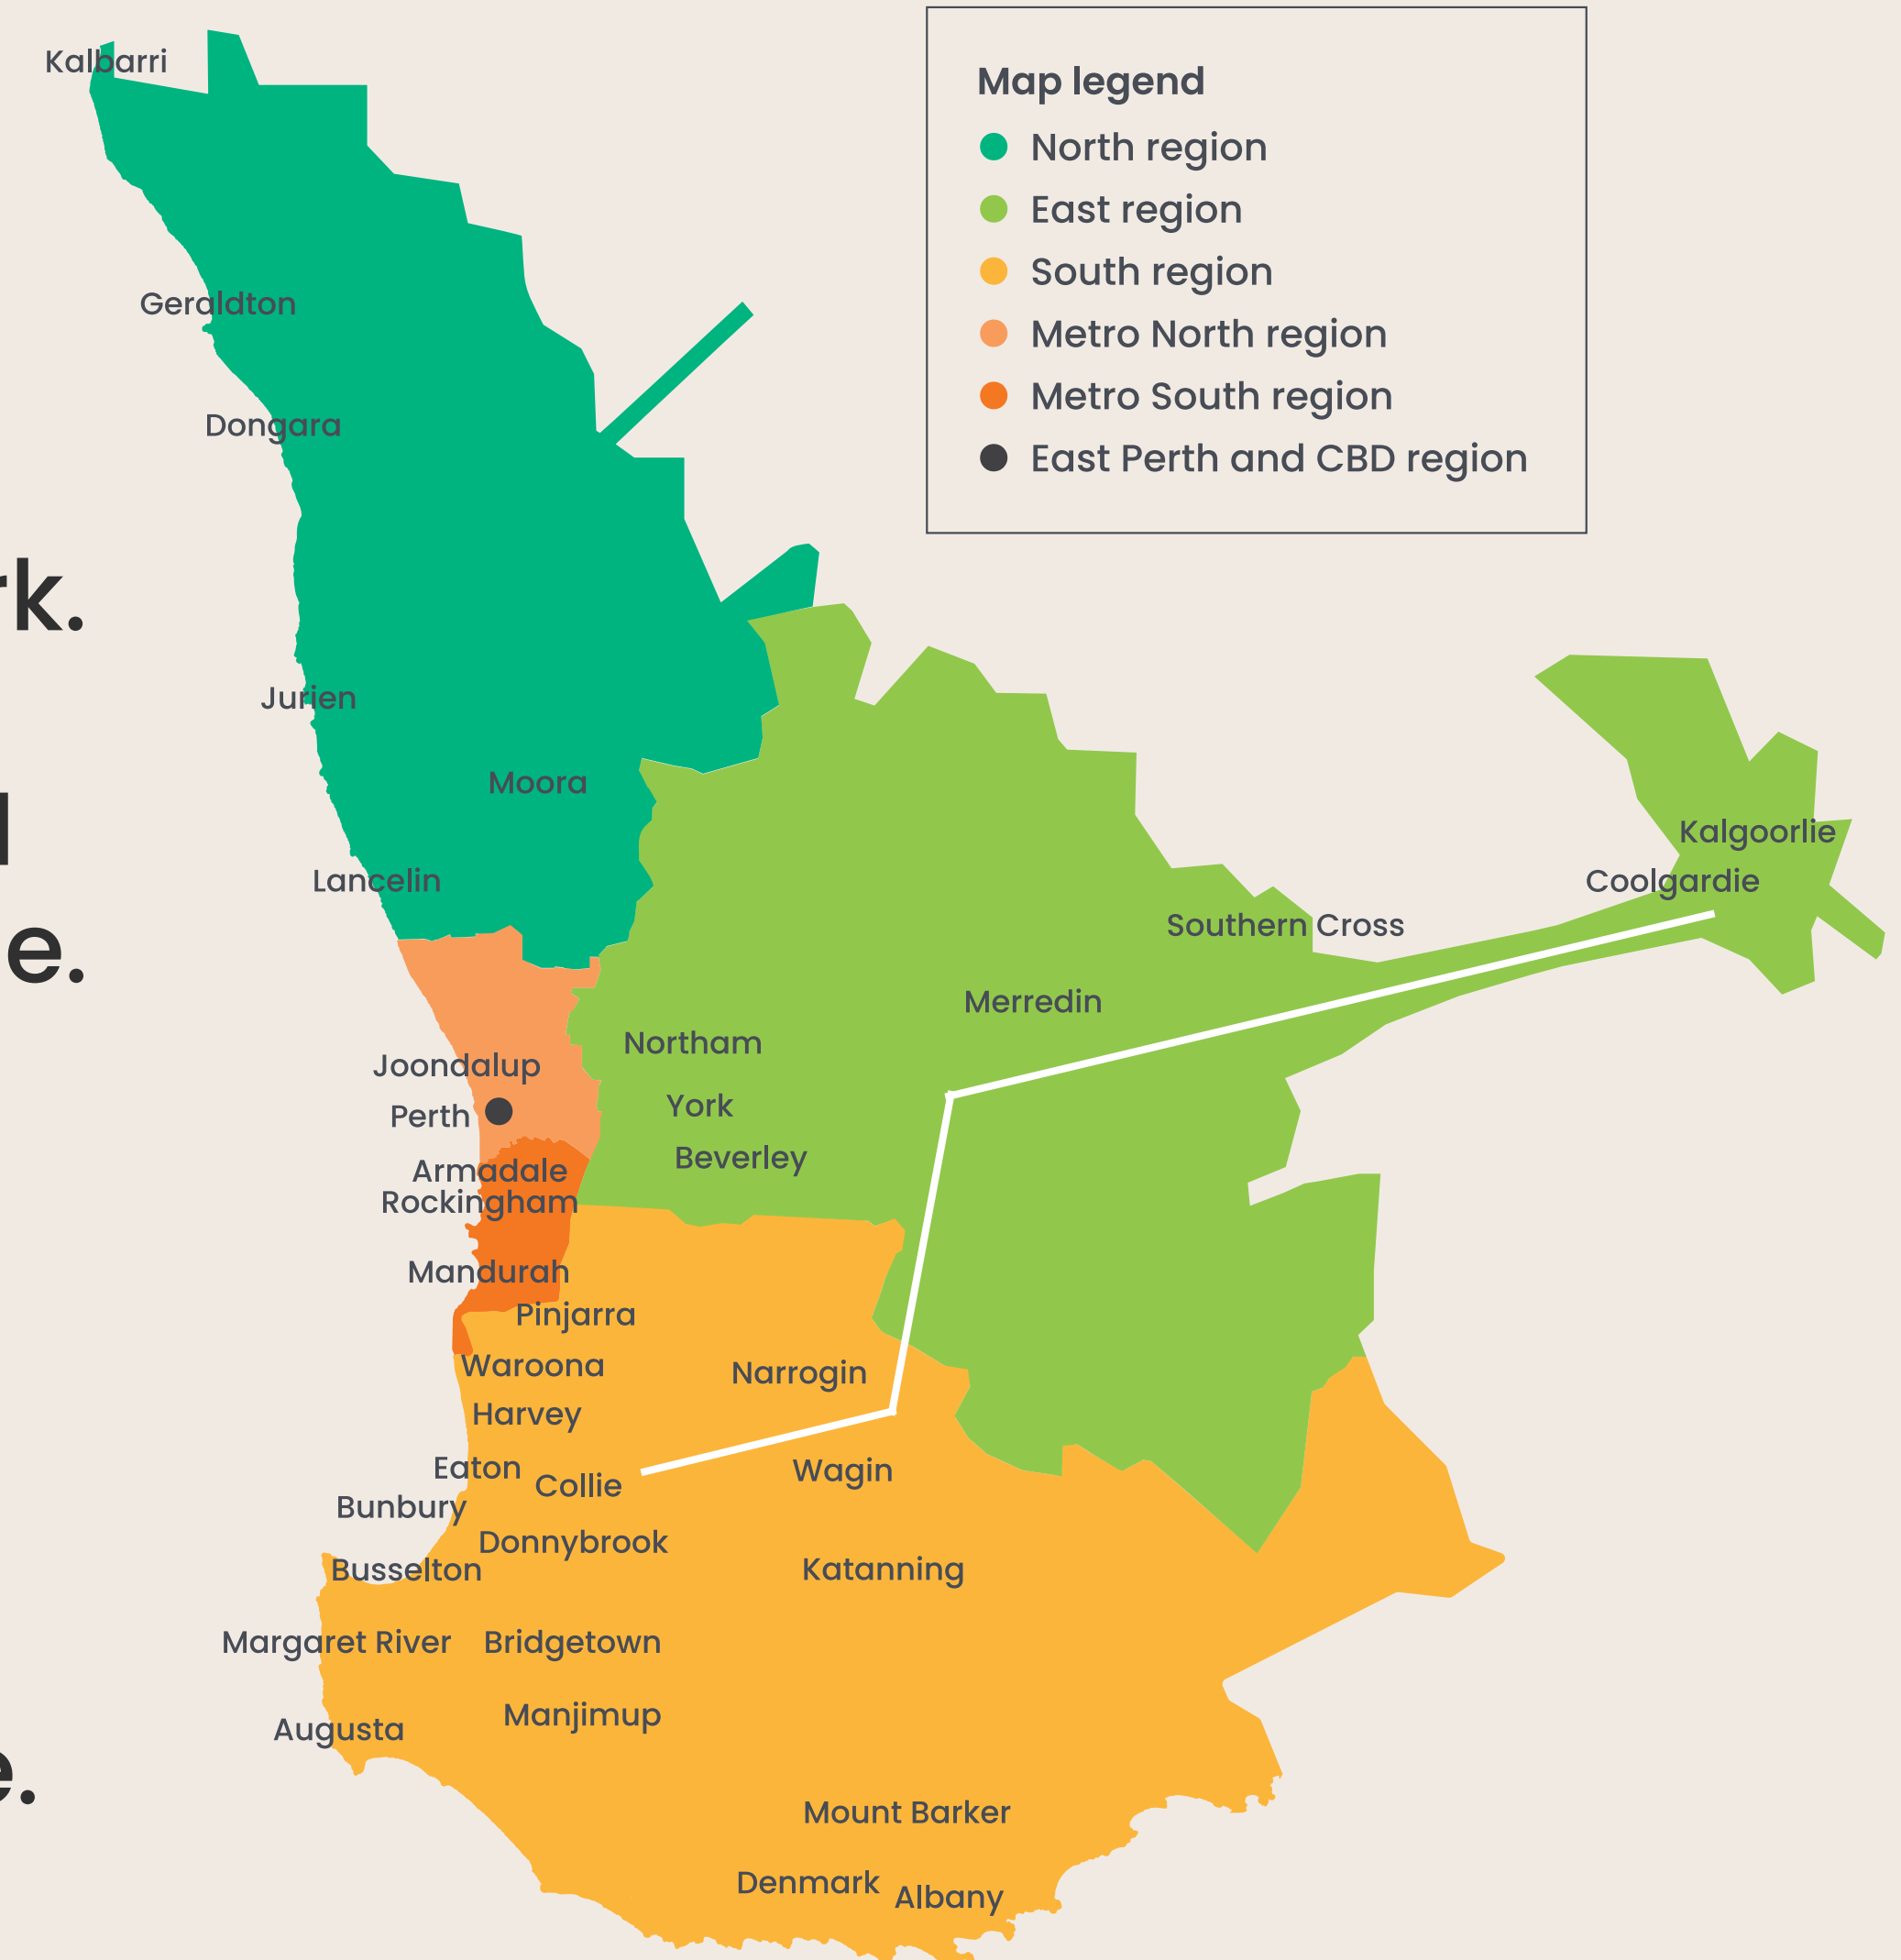 Map legend
North region
East region
South region
Metro North region
Metro South region
East Perth and CBD region
Kalbarri
Geraldton
Dongara
Jurien
Moora
Lancelin
Kalgoorlie
Coolgardie
Southern Cross
Merredin
Northam
Joondalup
York
Perth
Beverley
Armadale
Rockingham
Mandurah
Pinjarra
Waroona
Narrogin
Harvey
Eaton
Collie
Wagin
Bunbury
Donnybrook
Busselton
Katanning
Margaret River
Bridgetown
Augusta
Manjimup
Mount Barker
Denmark
Albany